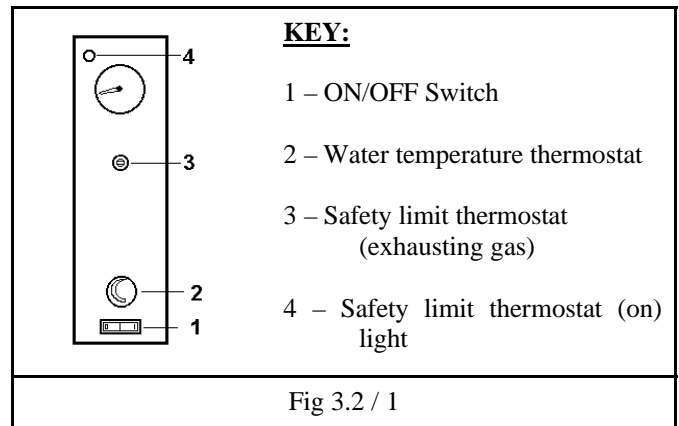 KEY:
4
1 – ON/OFF Switch
3
2 – Water temperature thermostat
3 – Safety limit thermostat
(exhausting gas)
2
1
4 – Safety limit thermostat (on)
light
Fig 3.2 / 1